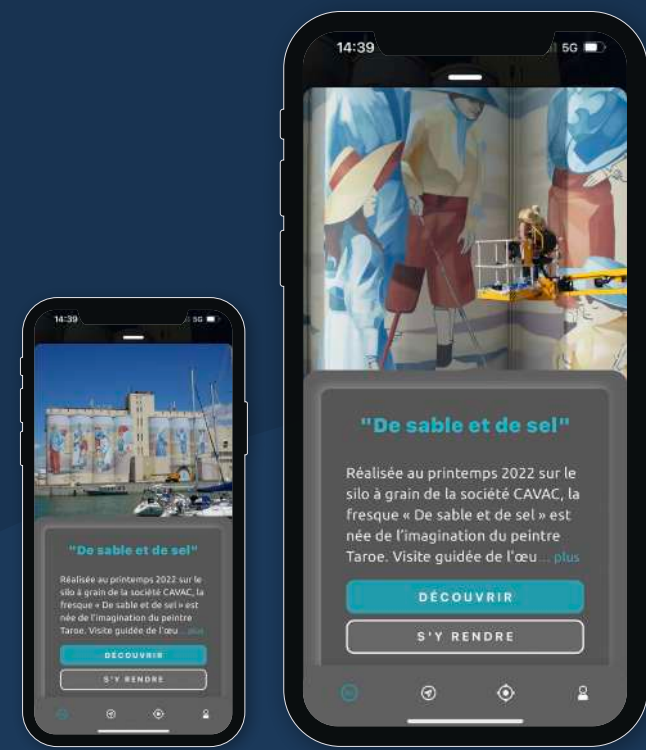 14:39
5G
"De sable et de sel"
Réalisée au printemps 2022 sur le
silo à grain de la société CAVAC, la
fresque « De sable et de sel » est
née de l'imagination du peintre
Taroe. Visite guidée de l'œu... plus
DÉCOUVRIR
S'Y RENDRE
14:39
5G
"De sable et de sel"
Réalisée au printemps 2022 sur le
silo à grain de la société CAVAC, la
fresque « De sable et de sel » est
née de l'imagination du peintre
Taroe. Visite guidée de l'œu... plus
DÉCOUVRIR
S'Y RENDRE